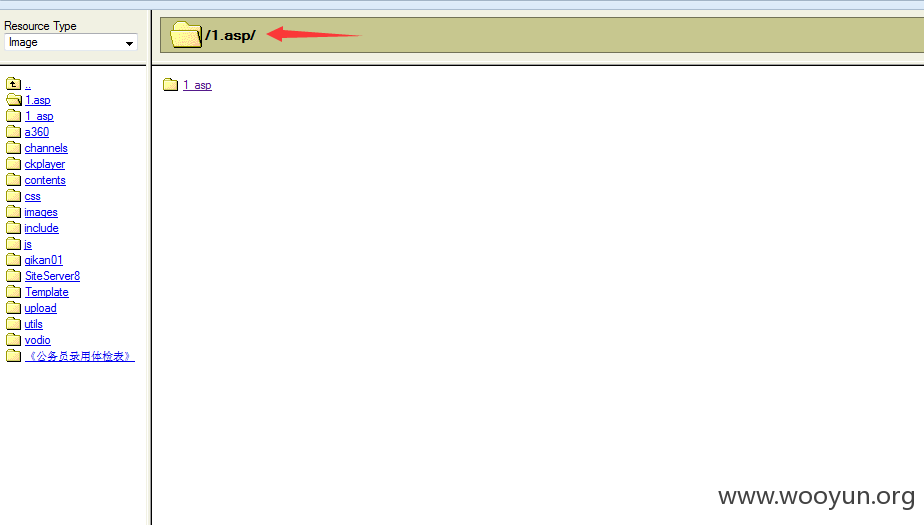 Resource Type
Image
/1.asp/
..
1.asp
1_asp
a360
channels
ckplayer
contents
css
images
include
js
qikan01
SiteServer8
Template
upload
utils
vodio
《公务员录用体检表》
1_asp
www.wooyun.org